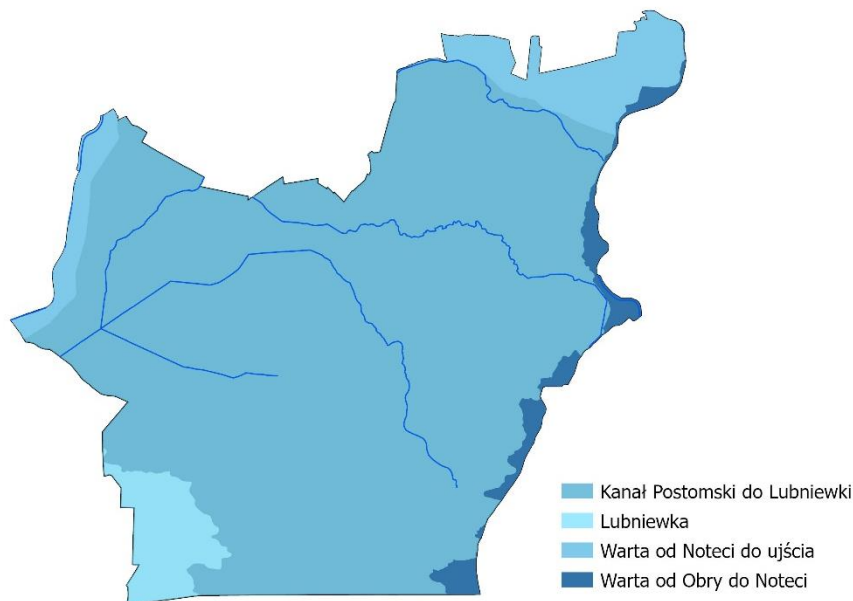 Kanał Postomski do Lubniewki
Lubniewka
Warta od Noteci do ujścia
Warta od Obry do Noteci